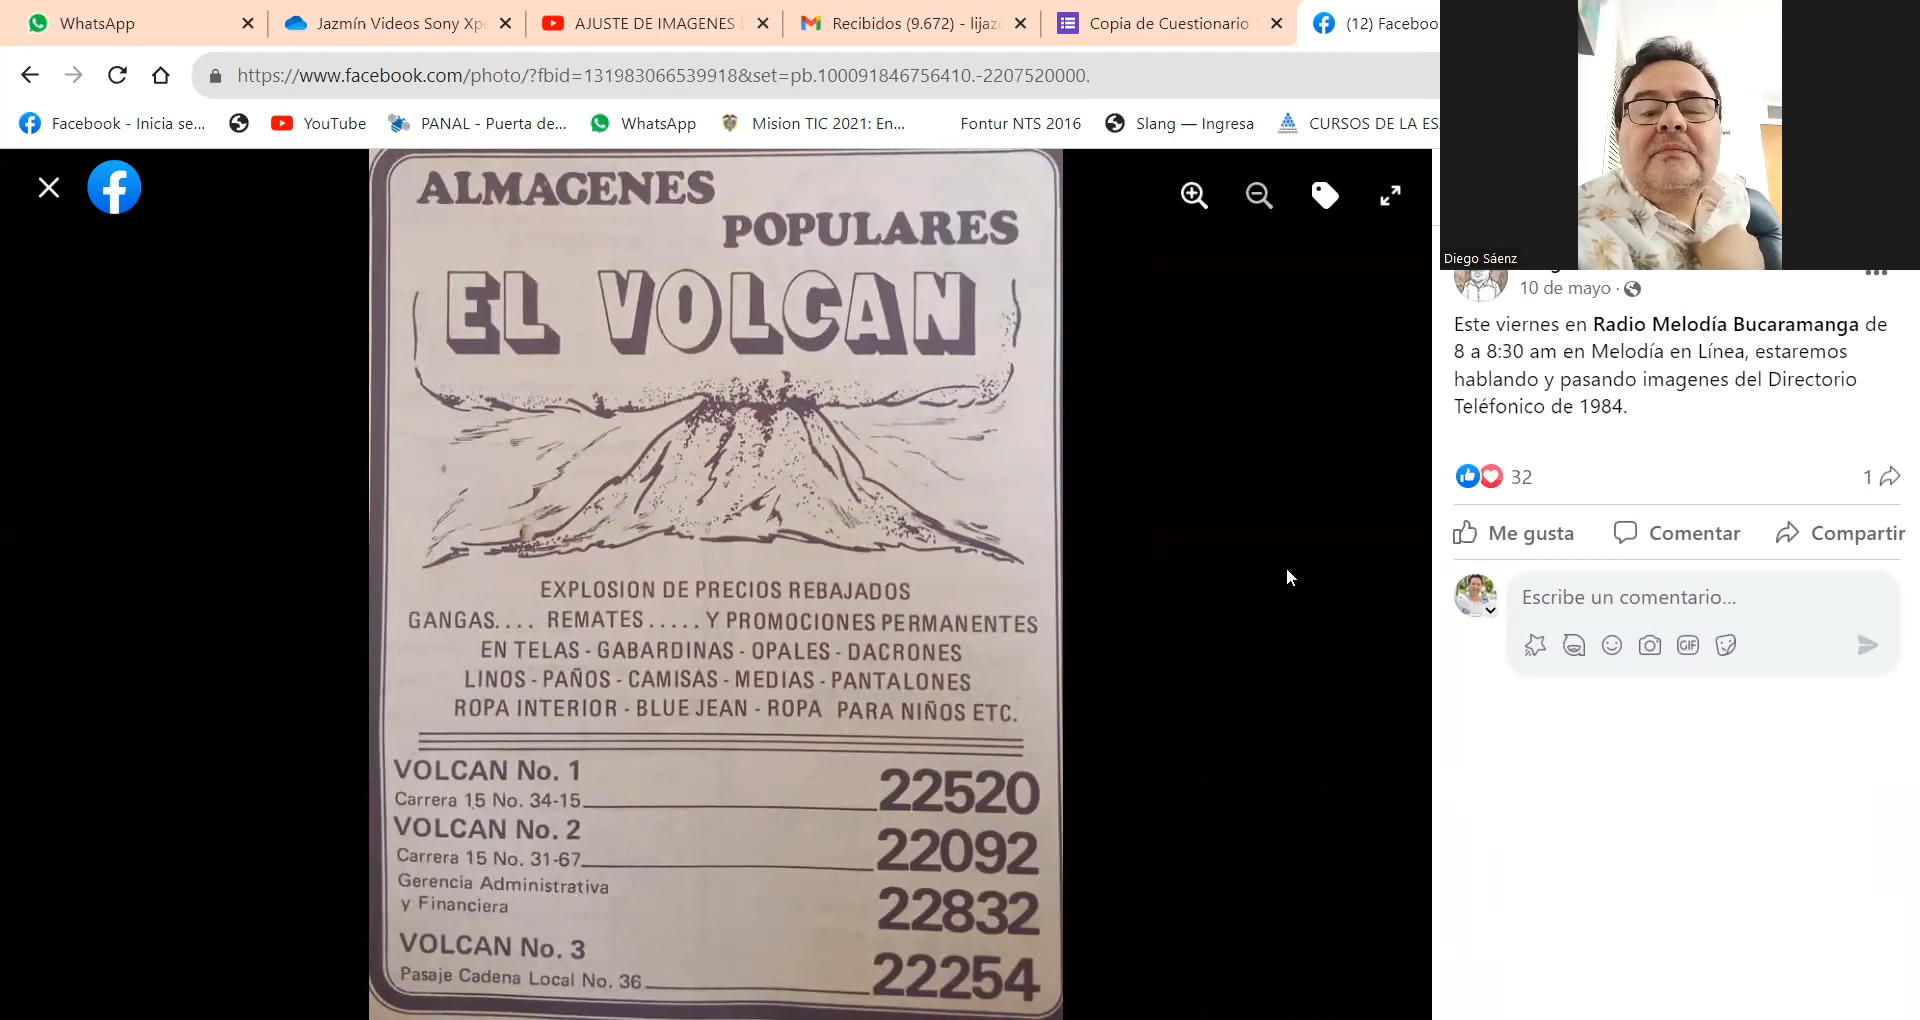 WhatsApp
Jazmín Videos Sony Xpe
AJUSTE DE IMAGENES
Recibidos (9.672) - lijaz
Copia de Cuestionario
(12) Faceboo
https://www.facebook.com/photo/?fbid=131983066539918&set=pb.100091846756410.-2207520000.
Facebook - Inicia se...
YouTube
PANAL - Puerta de...
WhatsApp
Mision TIC 2021: En...
Fontur NTS 2016
Slang — Ingresa
CURSOS DE LA ES
ALMACENES
POPULARES
EL VOLCAN
EXPLOSION DE PRECIOS REBAJADOS
GANGAS.... REMATES..... Y PROMOCIONES PERMANENTES
EN TELAS - GABARDINAS - OPALES - DACRONES
LINOS - PAÑOS - CAMISAS - MEDIAS - PANTALONES
ROPA INTERIOR - BLUE JEAN - ROPA PARA NIÑOS ETC.
VOLCAN No. 1
Carrera 15 No. 34-15 22520
VOLCAN No. 2
Carrera 15 No. 31-67 22092
Gerencia Administrativa
y Financiera 22832
VOLCAN No. 3
Pasaje Cadena Local No. 36 22254
Diego Sáenz
10 de mayo ·
Este viernes en Radio Melodía Bucaramanga de
8 a 8:30 am en Melodía en Línea, estaremos
hablando y pasando imagenes del Directorio
Teléfonico de 1984.
32
1
Me gusta
Comentar
Compartir
Escribe un comentario...
GIF